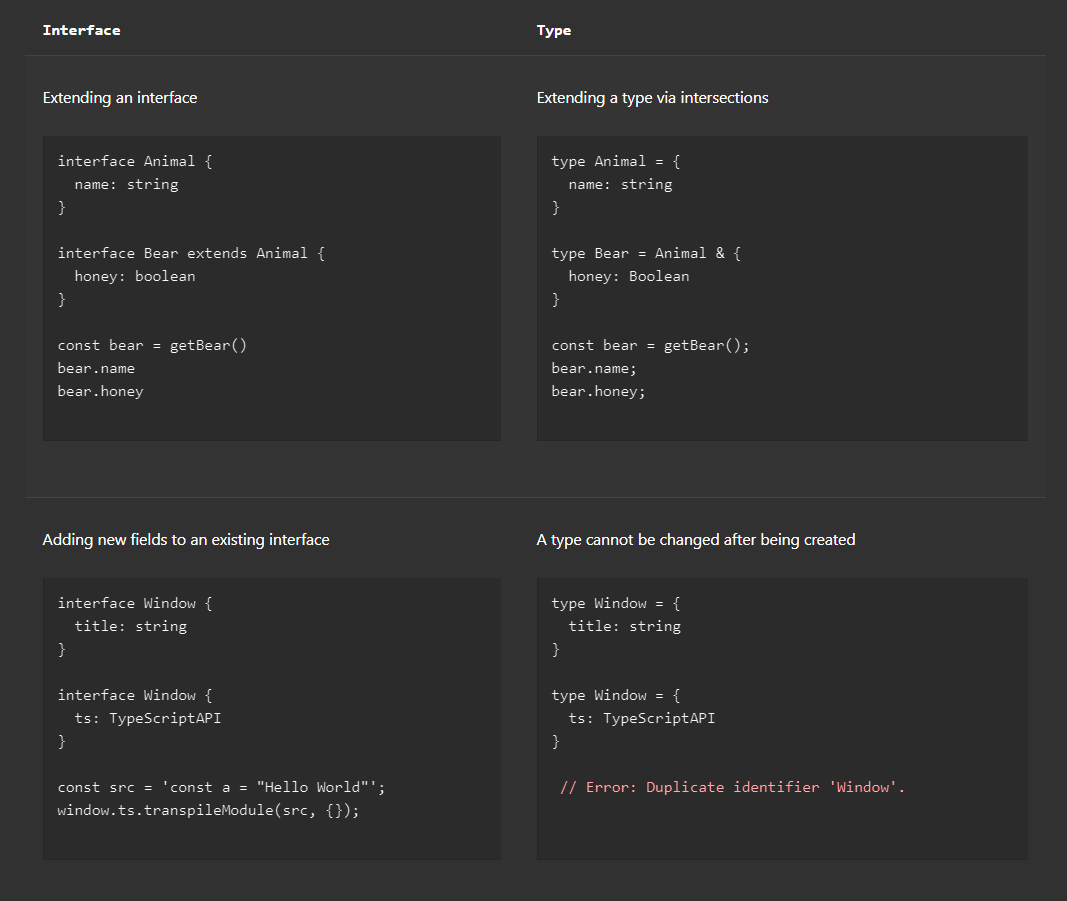 Interface
Type
Extending an interface
interface Animal {
  name: string
}
interface Bear extends Animal {
  honey: boolean
}
const bear = getBear()
bear.name
bear.honey
Extending a type via intersections
type Animal = {
  name: string
}
type Bear = Animal & {
  honey: Boolean
}
const bear = getBear();
bear.name;
bear.honey;
Adding new fields to an existing interface
interface Window {
  title: string
}
interface Window {
  ts: TypeScriptAPI
}
const src = 'const a = "Hello World"';
window.ts.transpileModule(src, {});
A type cannot be changed after being created
type Window = {
  title: string
}
type Window = {
  ts: TypeScriptAPI
}
// Error: Duplicate identifier 'Window'.